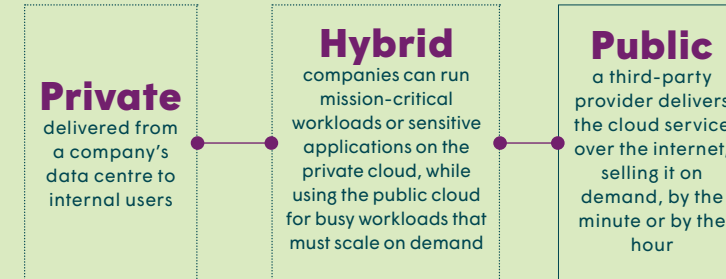 Private
delivered from
a company's
data centre to
internal users
Hybrid
companies can run
mission-critical
workloads or sensitive
applications on the
private cloud, while
using the public cloud
for busy workloads that
must scale on demand
Public
a third-party
provider delivers
the cloud service
over the internet,
selling it on
demand, by the
minute or by the
hour